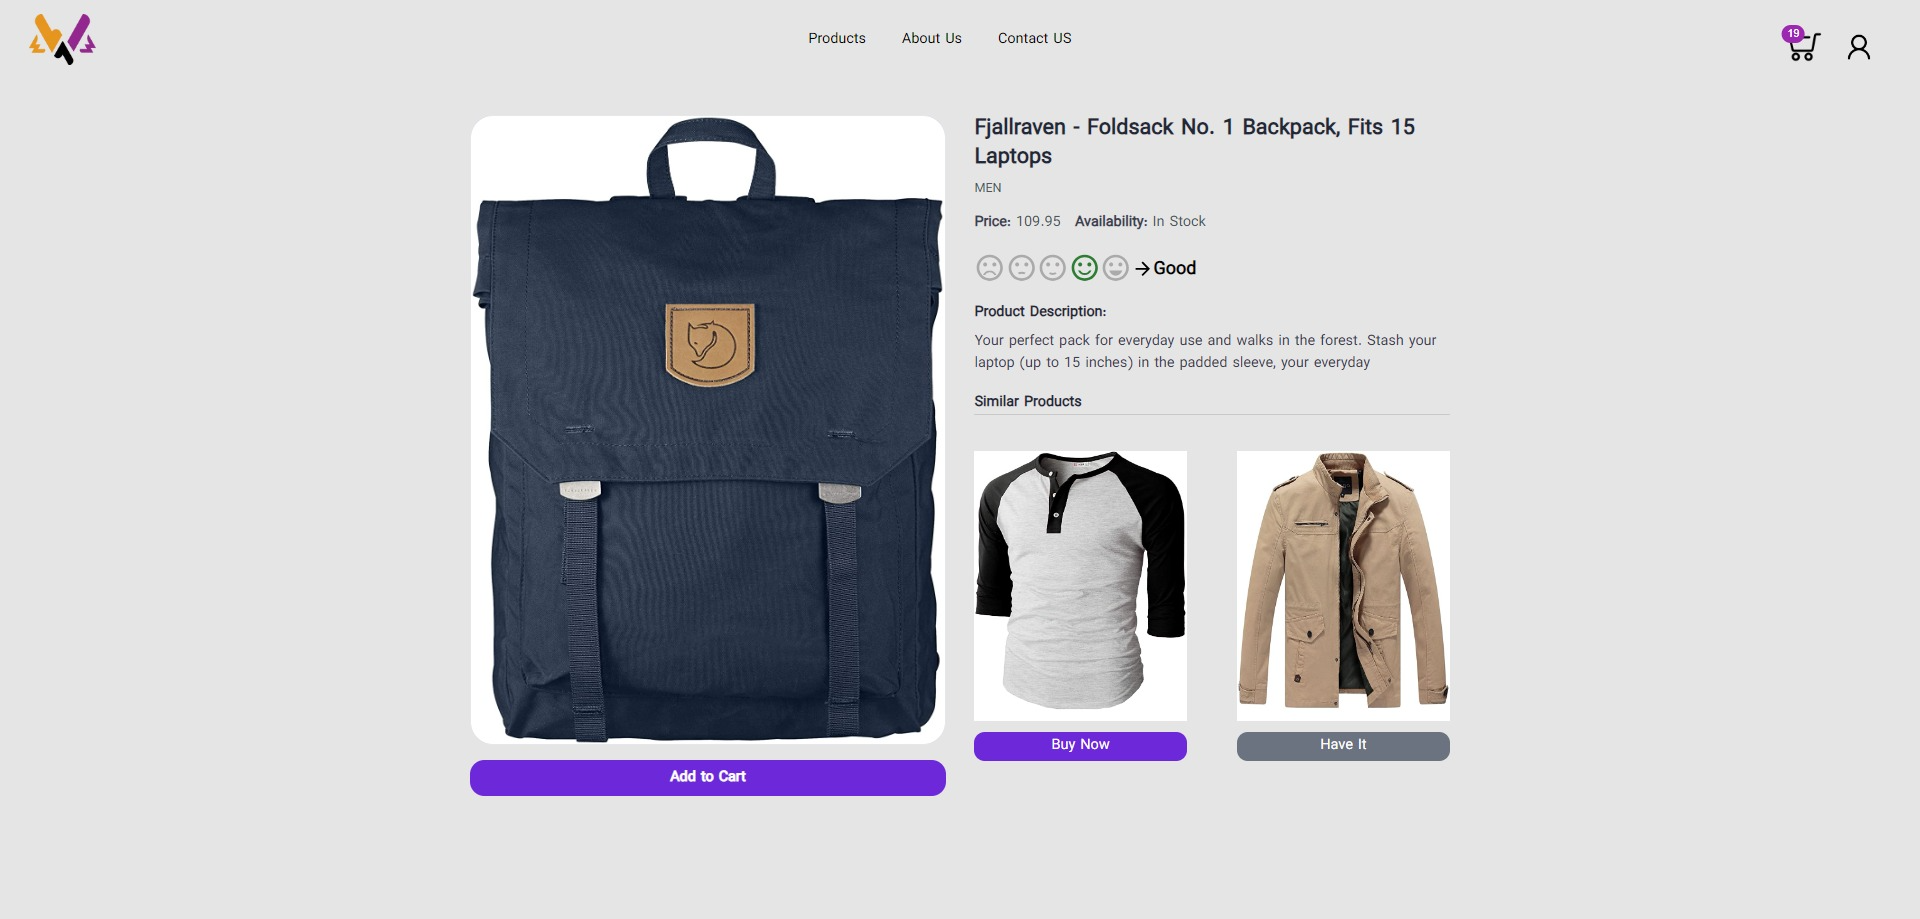 Products
About Us
Contact US
19
Fjallraven - Foldsack No. 1 Backpack, Fits 15
Laptops
MEN
Price: 109.95 Availability: In Stock
Good
Product Description:
Your perfect pack for everyday use and walks in the forest. Stash your
laptop (up to 15 inches) in the padded sleeve, your everyday
Similar Products
Buy Now
Have It
Add to Cart